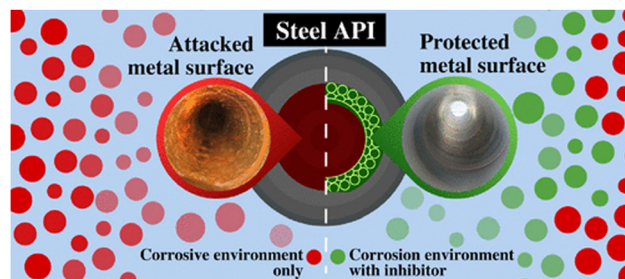 Steel API
Attacked
metal surface
Protected
metal surface
Corrosive environment
only
Corrosion environment
with inhibitor